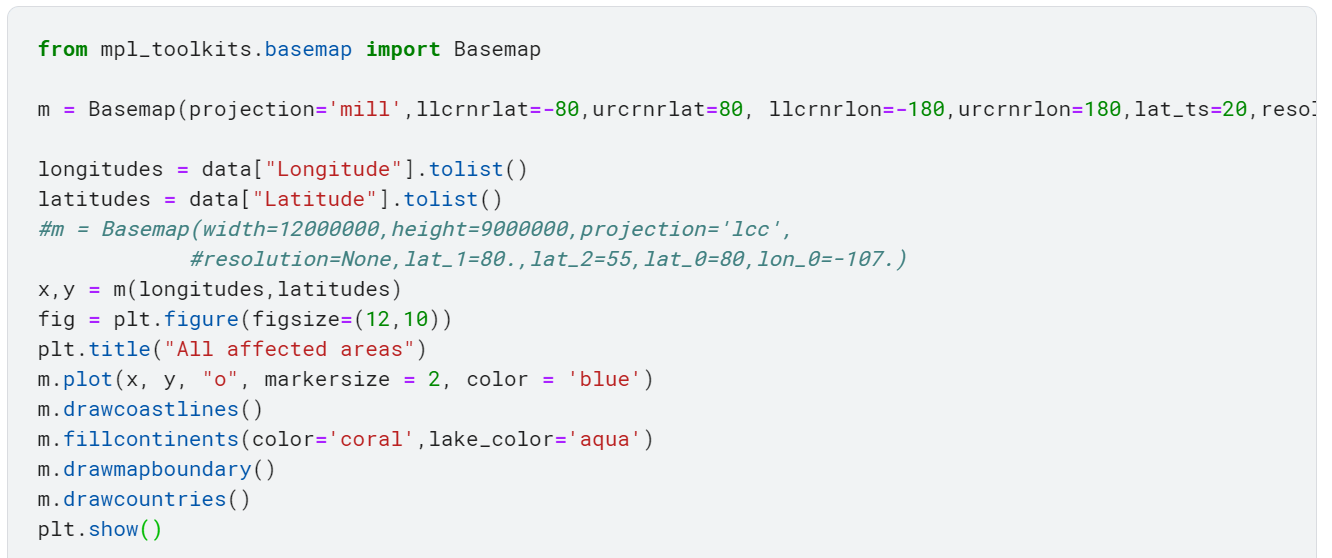 from mpl_toolkits.basemap import Basemap
m = Basemap(projection='mill',llcrnrlat=-80,urcrnrlat=80, llcrnrlon=-180,urcrnrlon=180,lat_ts=20,resol
longitudes = data["Longitude"].tolist()
latitudes = data["Latitude"].tolist()
#m = Basemap(width=12000000,height=9000000,projection='lcc',
            #resolution=None,lat_1=80.,lat_2=55,lat_0=80,lon_0=-107.)
x,y = m(longitudes,latitudes)
fig = plt.figure(figsize=(12,10))
plt.title("All affected areas")
m.plot(x, y, "o", markersize = 2, color = 'blue')
m.drawcoastlines()
m.fillcontinents(color='coral',lake_color='aqua')
m.drawmapboundary()
m.drawcountries()
plt.show()